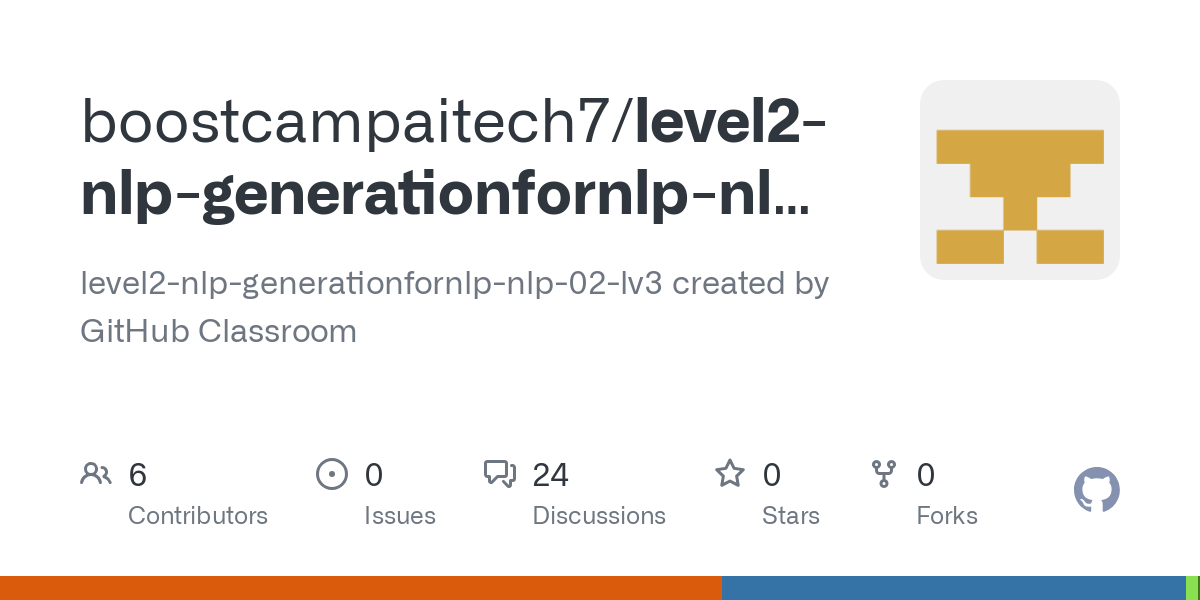 boostcampaitech7/level2-
nlp-generationfornlp-nl...
level2-nlp-generationfornlp-nlp-02-lv3 created by
GitHub Classroom
6 0 24 0 0
Contributors Issues Discussions Stars Forks